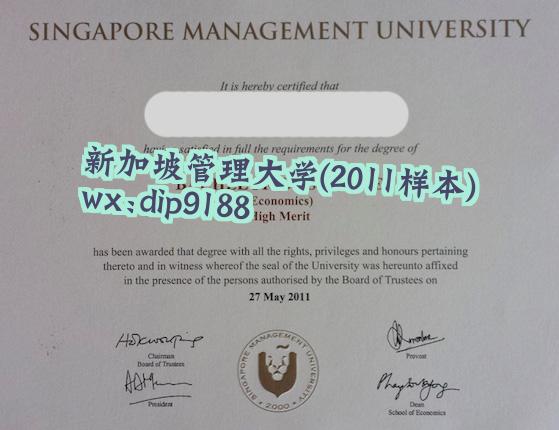 SINGAPORE MANAGEMENT UNIVERSITY
It is hereby certified that
having satisfied in full the requirements for the degree of
新加坡管理大学(2011样本)
wx:dip9188
(Economics)
High Merit
has been awarded that degree with all the rights, privileges and honours pertaining
thereto and in witness whereof the seal of the University was hereunto affixed
in the presence of the persons authorised by the Board of Trustees on
27 May 2011
Chairman
Board of Trustees
Provost
President
Dean
School of Economics
SINGAPORE MANAGEMENT UNIVERSITY
2000